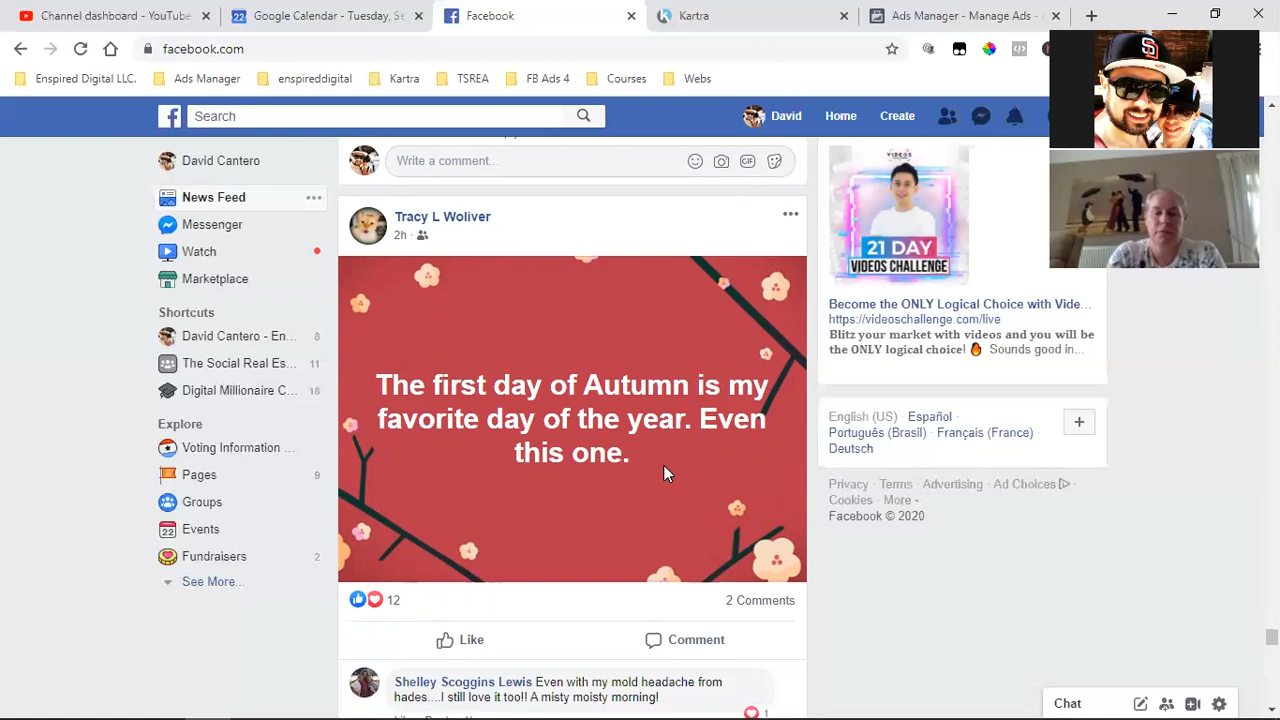 Channel dashboard - YouTube
Google Calendar - Tuesday, Se
Facebook
Kartra
Ads Manager - Manage Ads -
facebook.com
Enspired Digital LLC.
Ads Manager
enspireddigital
Kartra
TSREA
FB Ads 4
Courses
Webs
Search
David
Home
Create
David Cantero
News Feed
Messenger
Watch
Marketplace
Shortcuts
David Cantero - En... 8
The Social Real Es... 11
Digital Millionaire C... 18
Explore
Voting Information ...
Pages 9
Groups
22 Events
Fundraisers 2
See More...
Write a comment...
GIF
Tracy L Woliver
2h ·
The first day of Autumn is my
favorite day of the year. Even
this one.
12
2 Comments
Like
Comment
Shelley Scoggins Lewis Even with my mold headache from
hades....I still love it too!! A misty moisty morning!
1
VIDEOS
21 DAY
VIDEOS CHALLENGE
Become the ONLY Logical Choice with Vide...
https://videoschallenge.com/live
Blitz your market with videos and you will be
the ONLY logical choice! 🔥 Sounds good in...
English (US) · Español ·
Português (Brasil) · Français (France) ·
Deutsch
Privacy · Terms · Advertising · Ad Choices ·
Cookies · More
Facebook © 2020
Chat